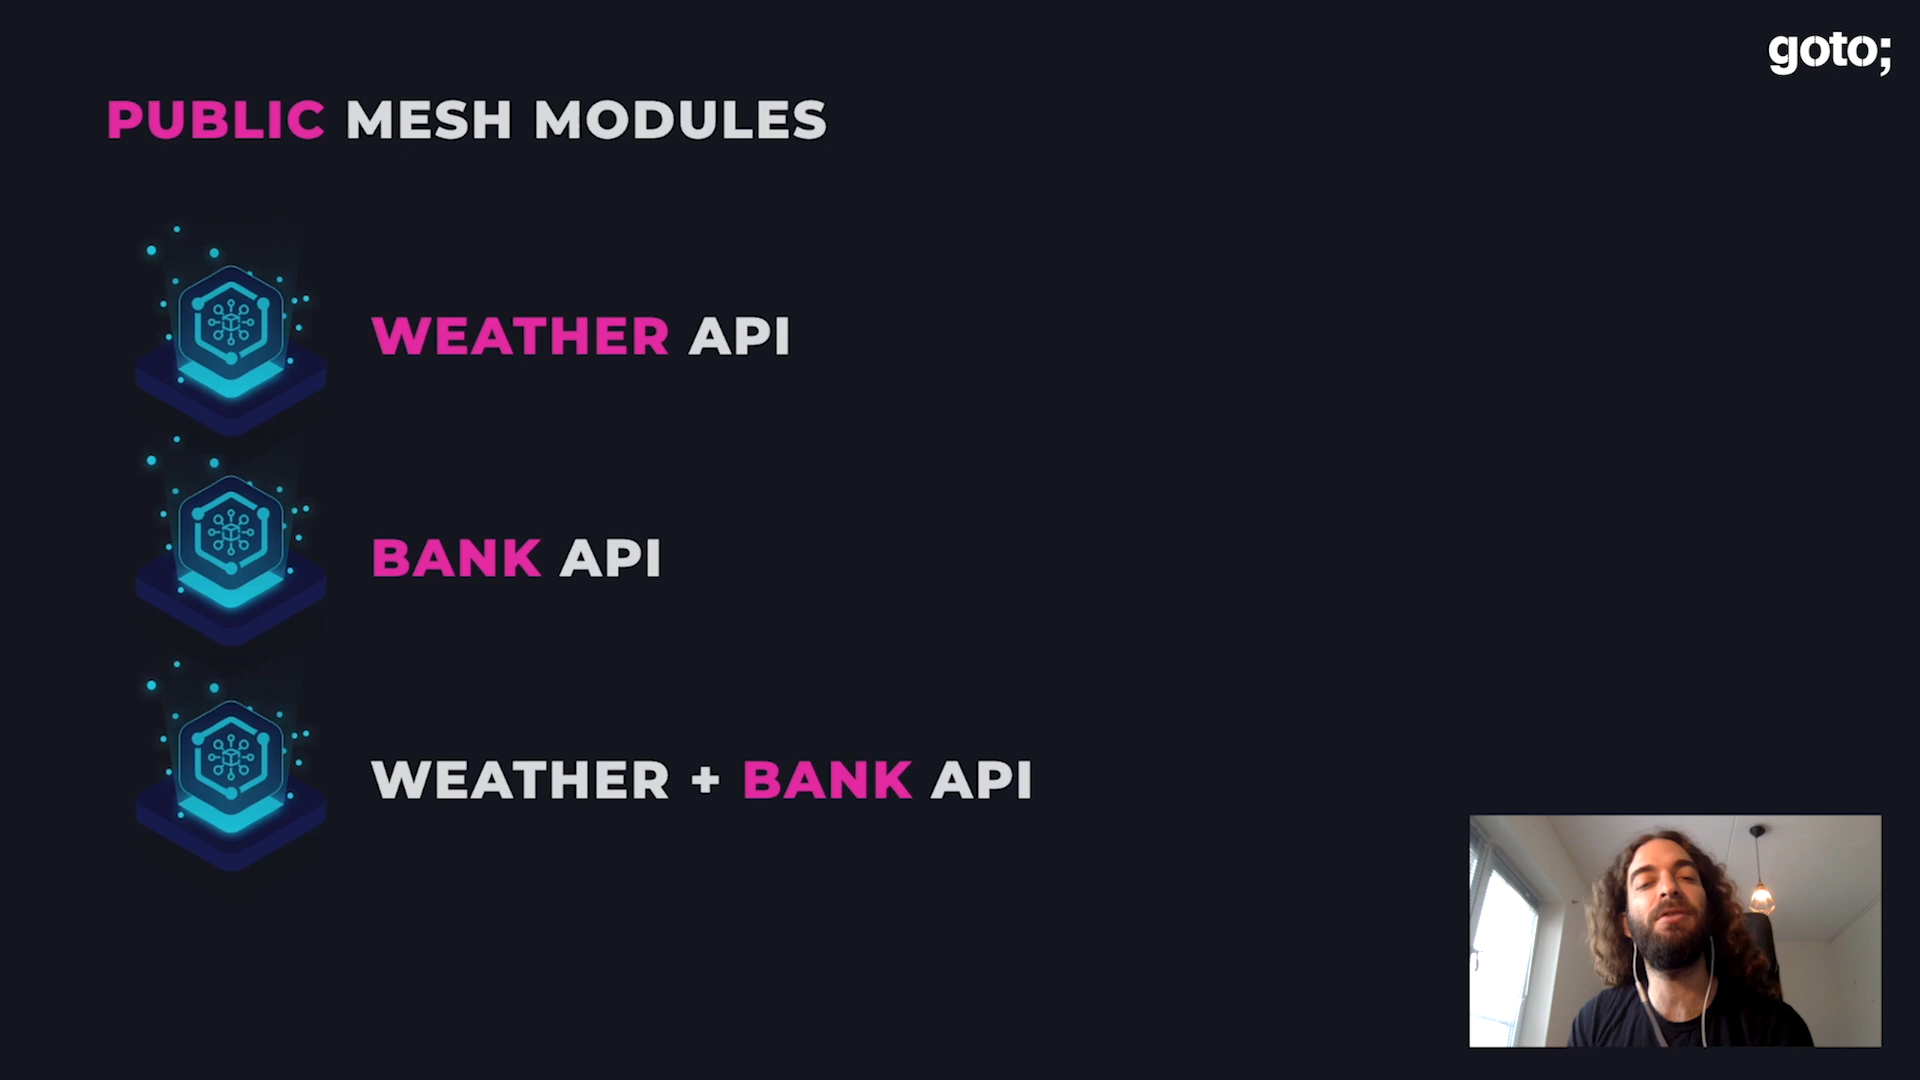 goto;
PUBLIC MESH MODULES
WEATHER API
BANK API
WEATHER + BANK API